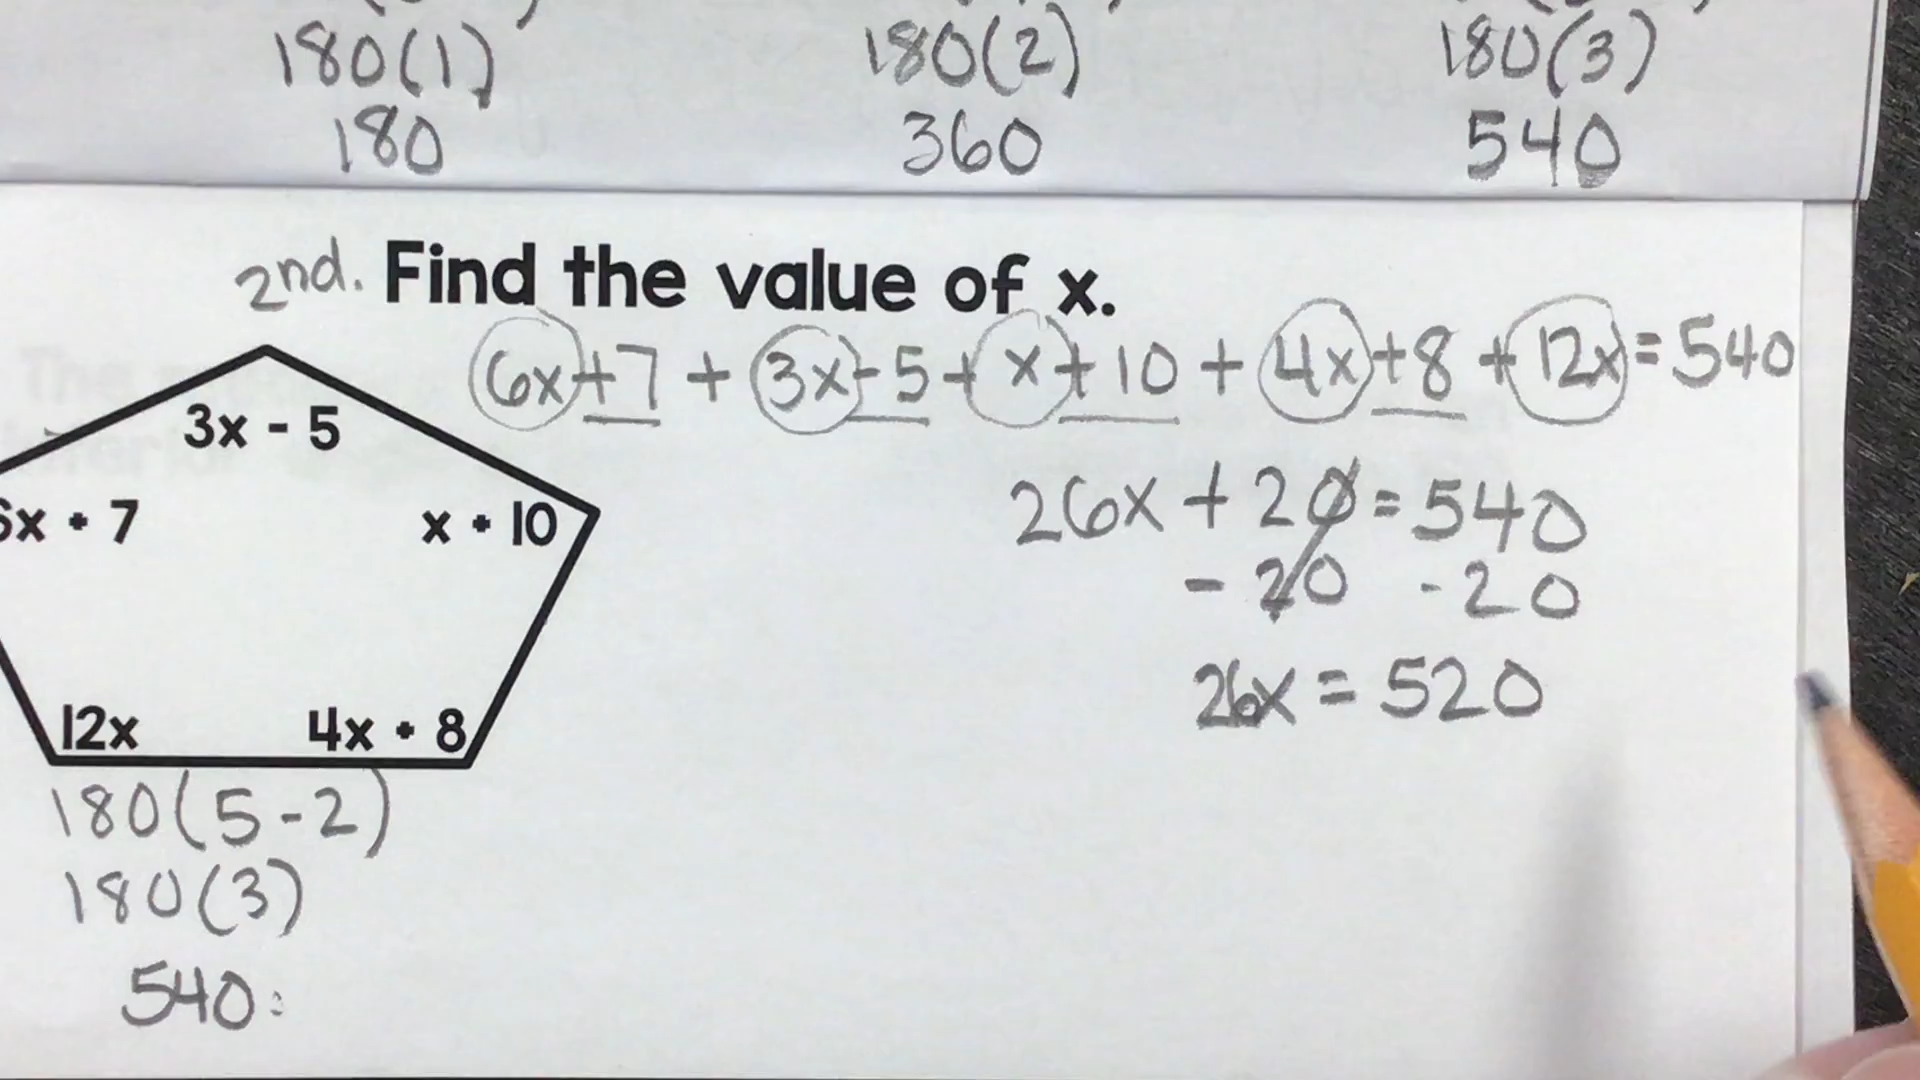 180(1) 180(2) 180(3)
180 360 540
2nd. Find the value of x.
6x+7 + 3x-5 + x+10 + 4x+8 + 12x = 540
3x - 5
6x + 7 x + 10
12x 4x + 8
26x + 20 = 540
- 20 - 20
26x = 520
180(5-2)
180(3)
540